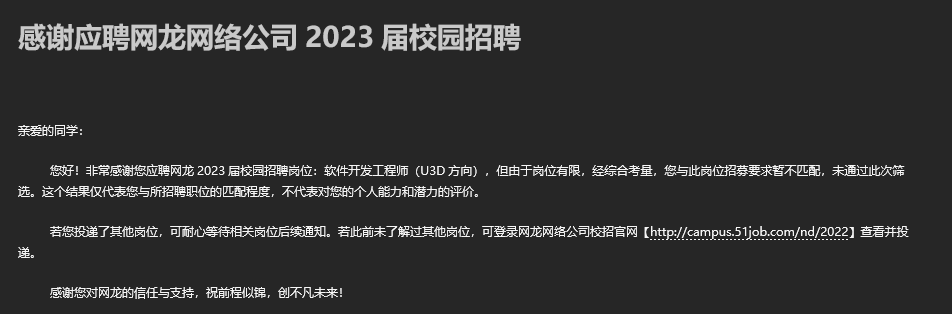 感谢应聘网龙网络公司 2023 届校园招聘
亲爱的同学：
您好！非常感谢您应聘网龙 2023 届校园招聘岗位：软件开发工程师（U3D 方向），但由于岗位有限，经综合考量，您与此岗位招募要求暂不匹配，未通过此次筛
选。这个结果仅代表您与所招聘职位的匹配程度，不代表对您的个人能力和潜力的评价。
若您投递了其他岗位，可耐心等待相关岗位后续通知。若此前未了解过其他岗位，可登录网龙网络公司校招官网【http://campus.51job.com/nd/2022】查看并投
递。
感谢您对网龙的信任与支持，祝前程似锦，创不凡未来！